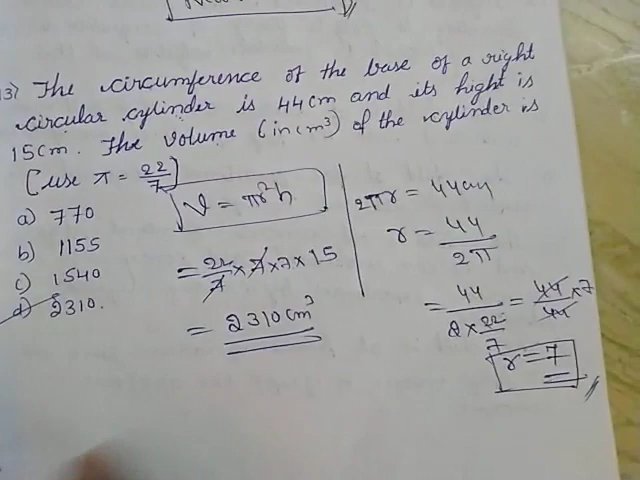 13) The circumference of the base of a right
circular cylinder is 44cm and its hight is
15cm. The volume (in cm³) of the cylinder is
[use π = 22/7]
a) 770
b) 1155
c) 1540
d) 2310.
V = πr²h
= 22/7 × 7 × 7 × 15
= 2310 cm³
2πr = 44cm
r = 44/2π
= 44/(2 × 22/7) = 44/44 × 7
r = 7